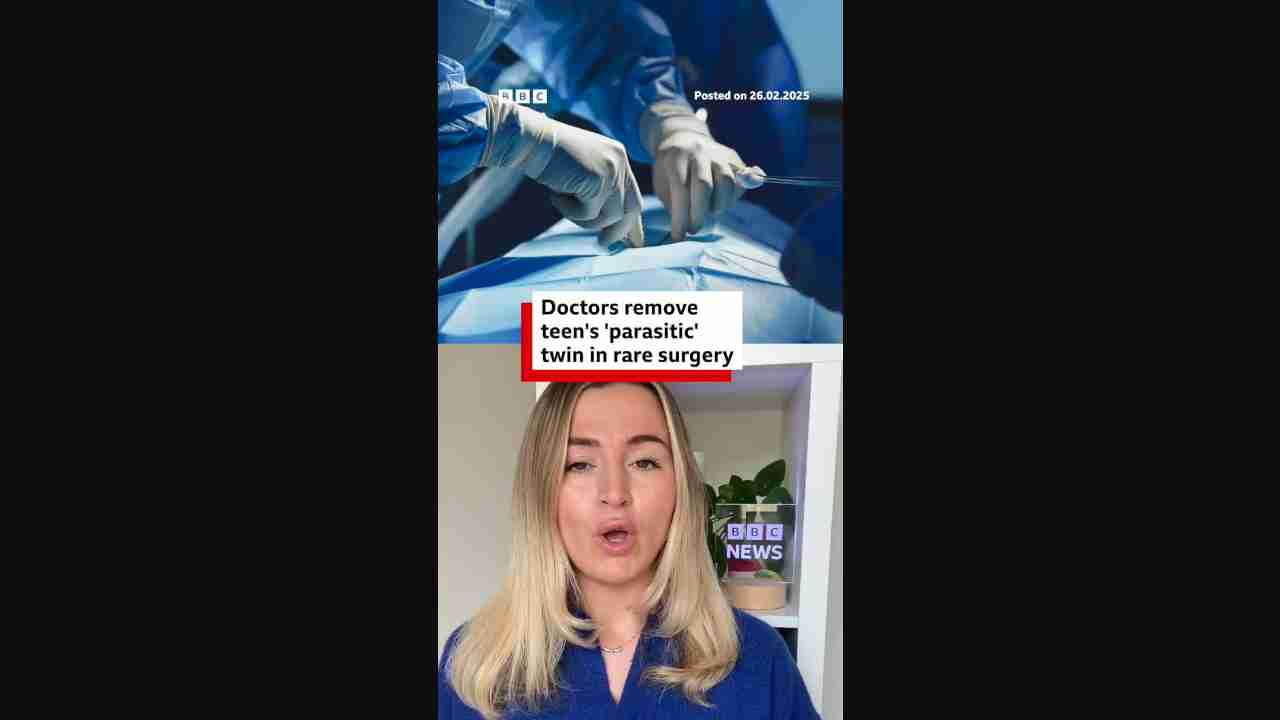 BBC
Posted on 26.02.2025
Doctors remove
teen's 'parasitic'
twin in rare surgery
BBC
NEWS